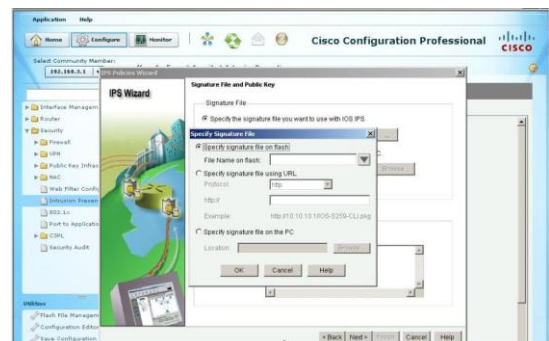 Application Help
Home Configure Monitor
Cisco Configuration Professional
CISCO
Select Community Member:
192.168.3.1
IPS Policies Wizard
Interface Managem
Router
Security
Firewall
VPN
Public Key Infras
NAC
Web Filter Config
Intrusion Preven
802.1x
Port to Applicatio
C3PL
Security Audit
Utilities
Flash File Managem
Configuration Editor
Save Configuration
IPS Wizard
Signature File and Public Key
Signature File
Specify the signature file you want to use with IOS IPS.
Specify Signature File
Specify signature file on flash
File Name on flash:
Specify signature file using URL
Protocol: http
http://
Example: http://10.10.10.1/IOS-S259-CLI.pkg
Specify signature file on the PC
Location: Browse
OK Cancel Help
Browse
< Back Next > Finish Cancel Help